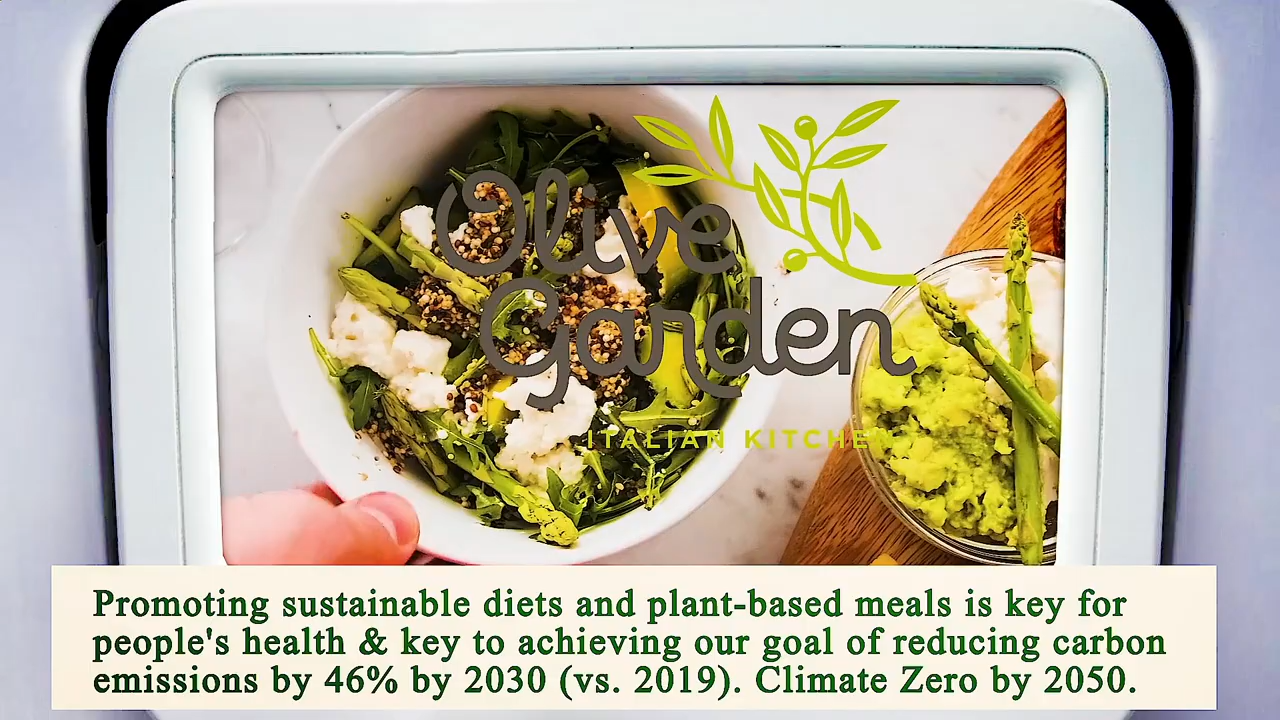 Olive
Garden
ITALIAN KITCHEN
Promoting sustainable diets and plant-based meals is key for
people's health & key to achieving our goal of reducing carbon
emissions by 46% by 2030 (vs. 2019). Climate Zero by 2050.